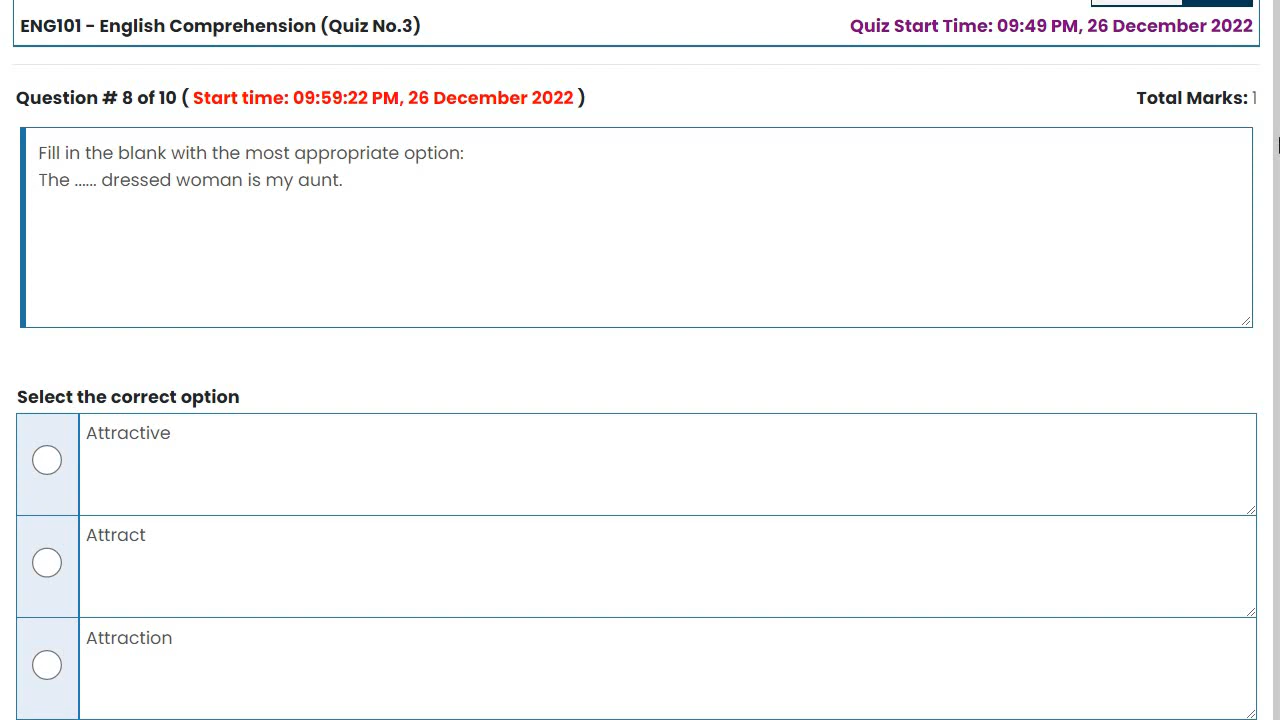 ENG101 - English Comprehension (Quiz No.3)
Quiz Start Time: 09:49 PM, 26 December 2022
Question # 8 of 10 ( Start time: 09:59:22 PM, 26 December 2022 )
Total Marks: 1
Fill in the blank with the most appropriate option:
The ...... dressed woman is my aunt.
Select the correct option
Attractive
Attract
Attraction